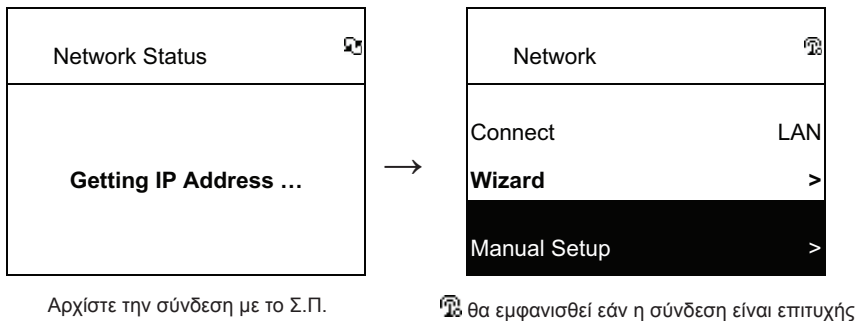 Network Status
Getting IP Address …
→
Network
Connect LAN
Wizard >
Manual Setup >
Αρχίστε την σύνδεση με το Σ.Π.
θα εμφανισθεί εάν η σύνδεση είναι επιτυχής